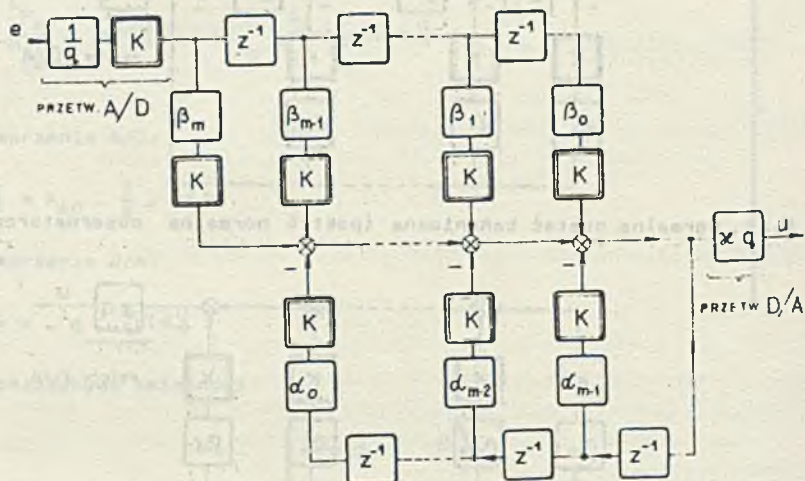 e 1/q K z⁻¹ z⁻¹ z⁻¹
PRZETW. A/D
βₘ βₘ₋₁ β₁ β₀
K K K K
u
ϰ q
− − −
PRZETW D/A
K K K
α₀ αₘ₋₂ αₘ₋₁
z⁻¹ z⁻¹ z⁻¹